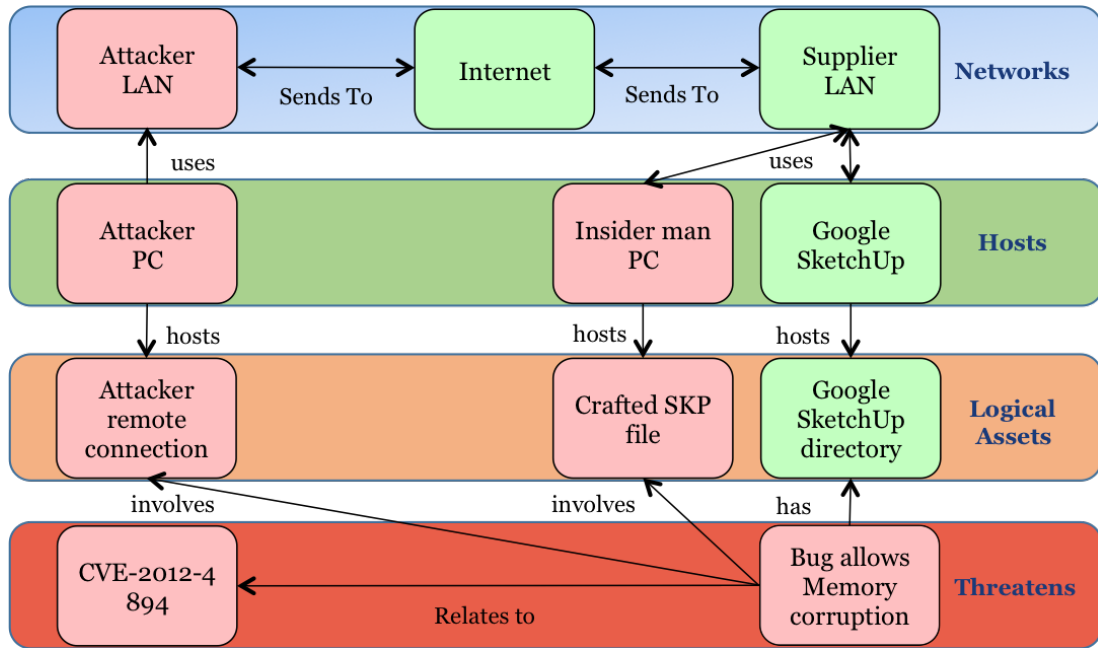 Attacker
LAN
Sends To
Internet
Sends To
Supplier
LAN
Networks
uses
uses
Attacker
PC
Insider man
PC
Google
SketchUp
Hosts
hosts
hosts
hosts
Attacker
remote
connection
Crafted SKP
file
Google
SketchUp
directory
Logical
Assets
involves
involves
has
CVE-2012-4
894
Relates to
Bug allows
Memory
corruption
Threatens